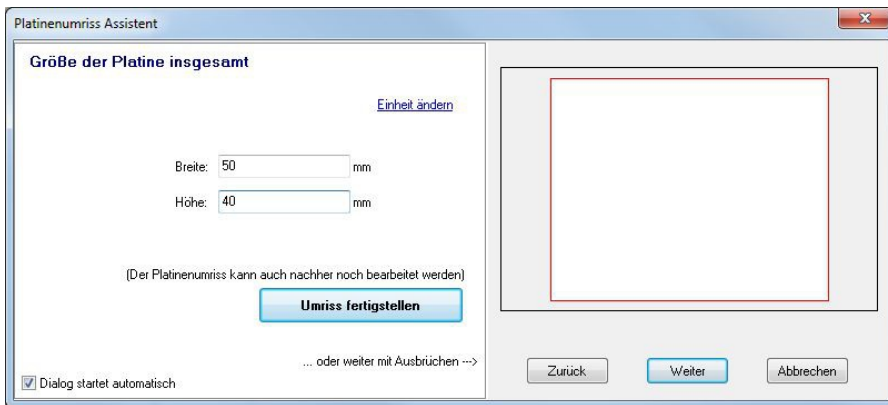 Platinenumriss Assistent
Größe der Platine insgesamt
Einheit ändern
Breite: 50 mm
Höhe: 40 mm
(Der Platinenumriss kann auch nachher noch bearbeitet werden)
Umriss fertigstellen
... oder weiter mit Ausbrüchen --->
Dialog startet automatisch
Zurück Weiter Abbrechen